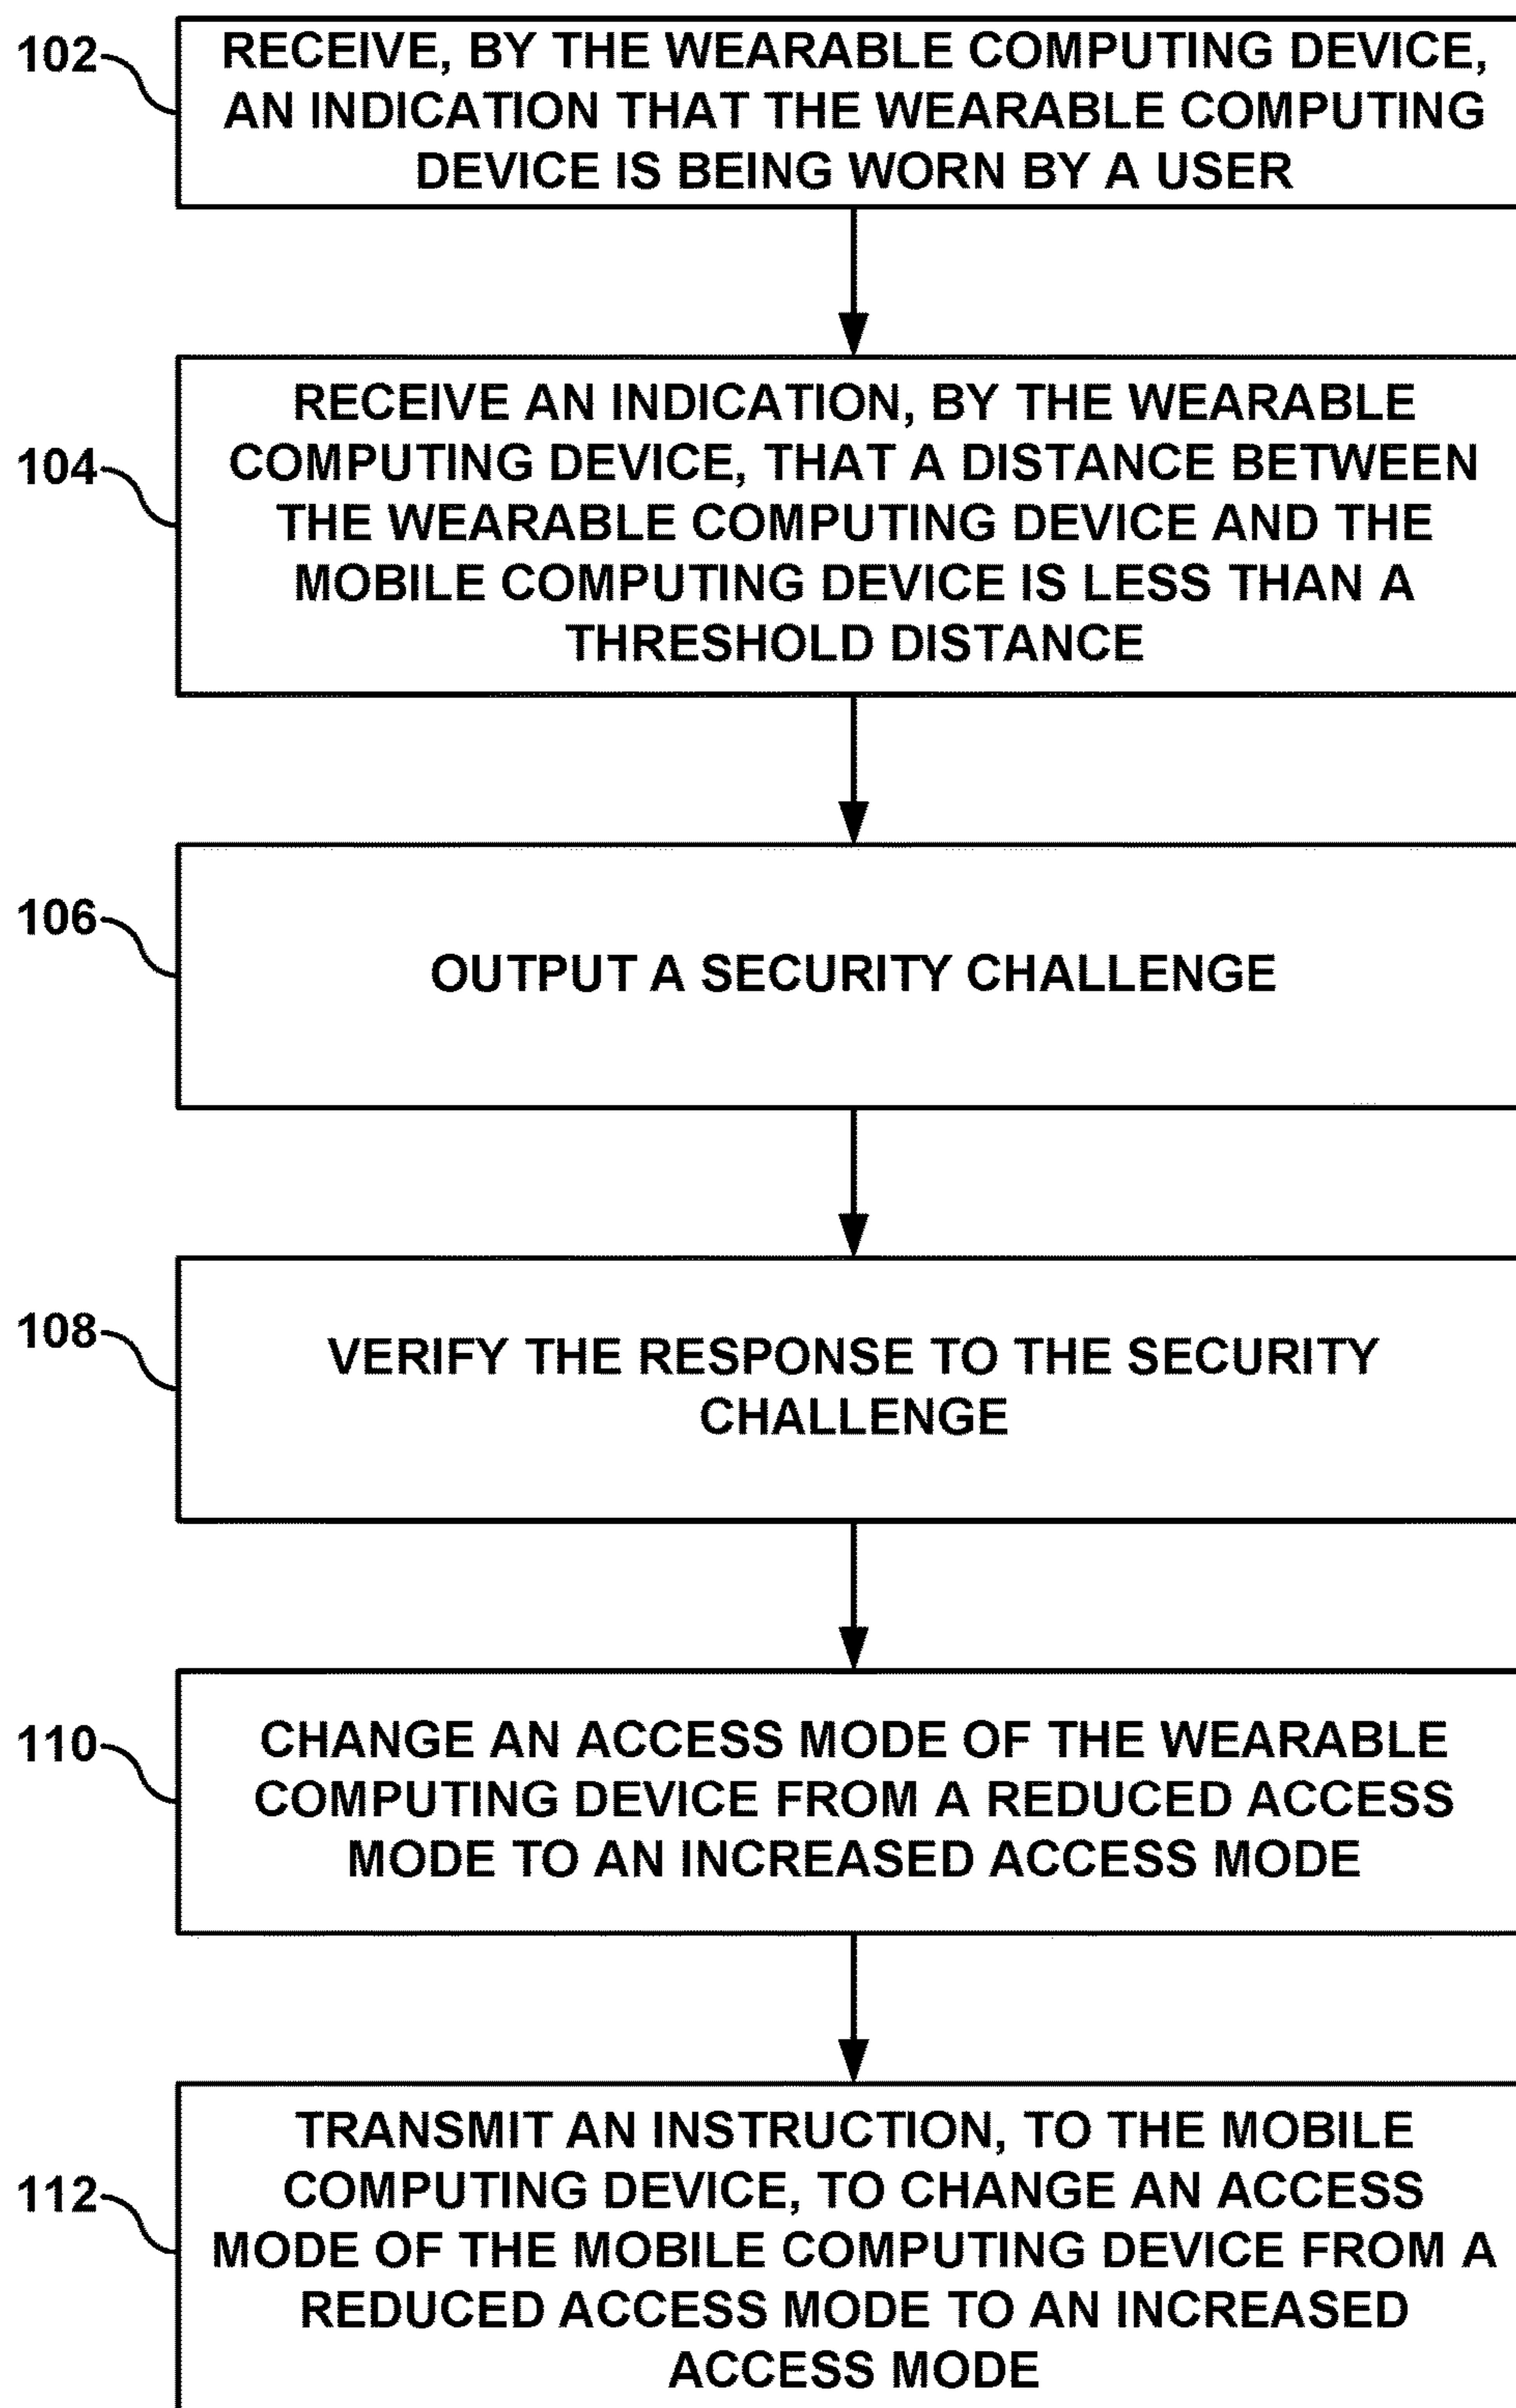 102
RECEIVE, BY THE WEARABLE COMPUTING DEVICE,
AN INDICATION THAT THE WEARABLE COMPUTING
DEVICE IS BEING WORN BY A USER
104
RECEIVE AN INDICATION, BY THE WEARABLE
COMPUTING DEVICE, THAT A DISTANCE BETWEEN
THE WEARABLE COMPUTING DEVICE AND THE
MOBILE COMPUTING DEVICE IS LESS THAN A
THRESHOLD DISTANCE
106
OUTPUT A SECURITY CHALLENGE
108
VERIFY THE RESPONSE TO THE SECURITY
CHALLENGE
110
CHANGE AN ACCESS MODE OF THE WEARABLE
COMPUTING DEVICE FROM A REDUCED ACCESS
MODE TO AN INCREASED ACCESS MODE
112
TRANSMIT AN INSTRUCTION, TO THE MOBILE
COMPUTING DEVICE, TO CHANGE AN ACCESS
MODE OF THE MOBILE COMPUTING DEVICE FROM A
REDUCED ACCESS MODE TO AN INCREASED
ACCESS MODE